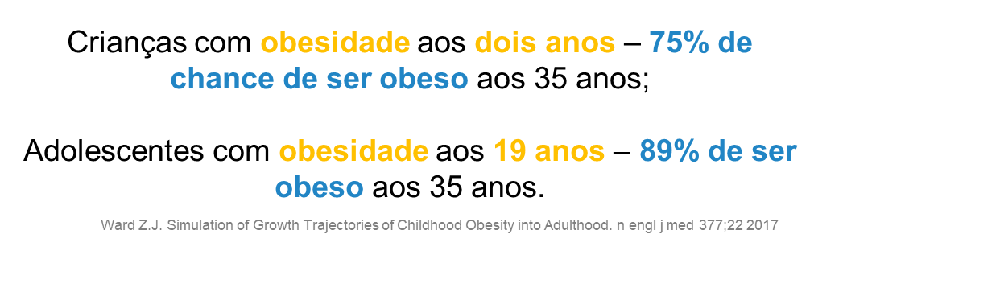 Crianças com obesidade aos dois anos – 75% de
chance de ser obeso aos 35 anos;
Adolescentes com obesidade aos 19 anos – 89% de ser
obeso aos 35 anos.
Ward Z.J. Simulation of Growth Trajectories of Childhood Obesity into Adulthood. n engl j med 377;22 2017